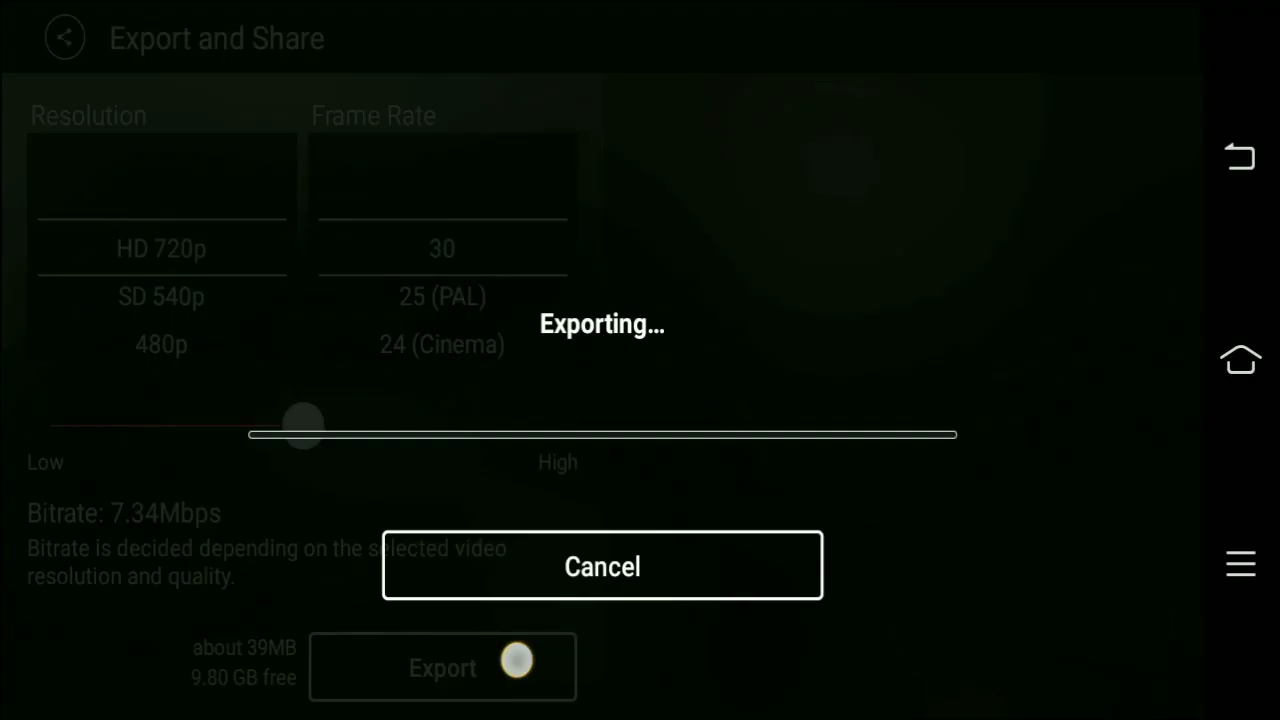 Export and Share
Resolution
Frame Rate
HD 720p
30
SD 540p
25 (PAL)
480p
24 (Cinema)
Exporting...
Low
High
Bitrate: 7.34Mbps
Bitrate is decided depending on the selected video
resolution and quality.
Cancel
about 39MB
9.80 GB free
Export